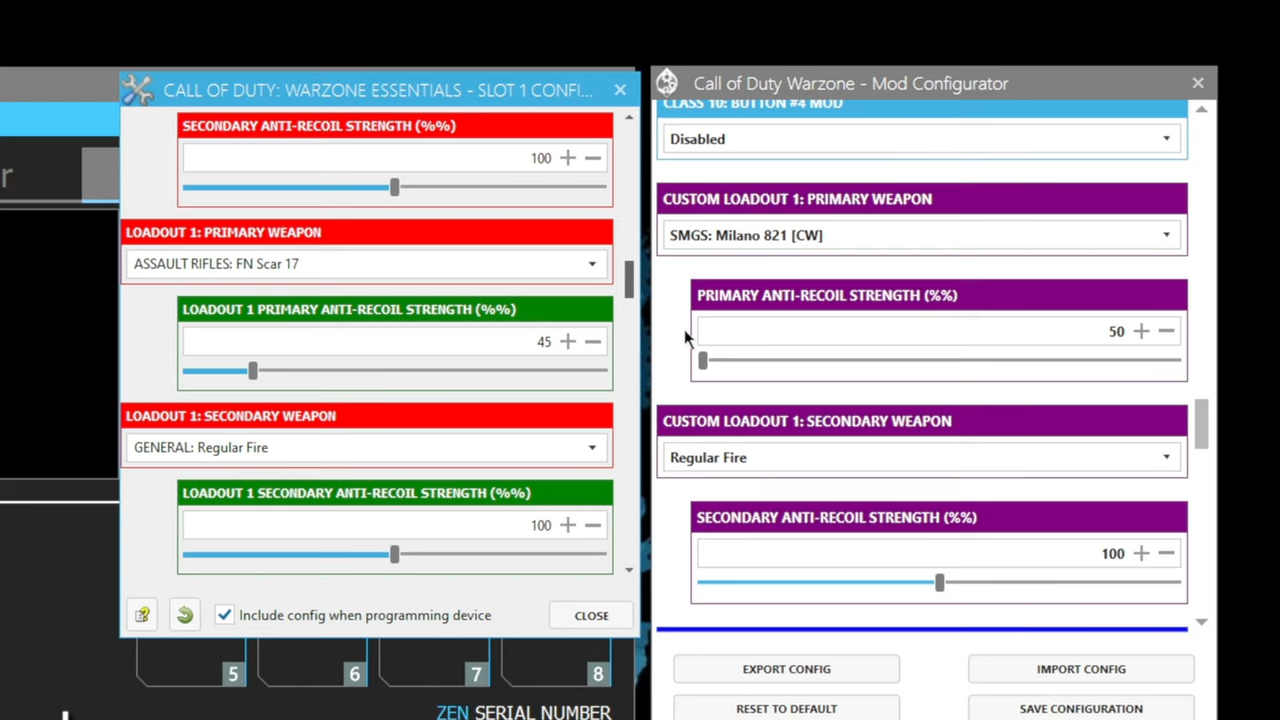 CALL OF DUTY: WARZONE ESSENTIALS - SLOT 1 CONFI...
SECONDARY ANTI-RECOIL STRENGTH (%%)
100
LOADOUT 1: PRIMARY WEAPON
ASSAULT RIFLES: FN Scar 17
LOADOUT 1 PRIMARY ANTI-RECOIL STRENGTH (%%)
45
LOADOUT 1: SECONDARY WEAPON
GENERAL: Regular Fire
LOADOUT 1 SECONDARY ANTI-RECOIL STRENGTH (%%)
100
Include config when programming device
CLOSE
r
5
6
7
8
ZEN SERIAL NUMBER
Call of Duty Warzone - Mod Configurator
CLASS 10: BUTTON #4 MOD
Disabled
CUSTOM LOADOUT 1: PRIMARY WEAPON
SMGS: Milano 821 [CW]
PRIMARY ANTI-RECOIL STRENGTH (%%)
50
CUSTOM LOADOUT 1: SECONDARY WEAPON
Regular Fire
SECONDARY ANTI-RECOIL STRENGTH (%%)
100
EXPORT CONFIG
IMPORT CONFIG
RESET TO DEFAULT
SAVE CONFIGURATION